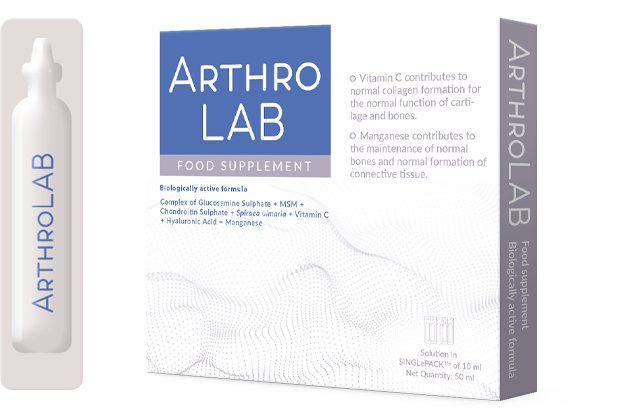 ARTHROLAB
ARTHRO
LAB
FOOD SUPPLEMENT
Biologically active formula
Complex of Glucosamine Sulphate + MSM +
Chondroitin Sulphate + Spiraea ulmaria + Vitamin C
+ Hyaluronic Acid + Manganese
Vitamin C contributes to
normal collagen formation for
the normal function of carti-
lage and bones.
Manganese contributes to
the maintenance of normal
bones and normal formation of
connective tissue.
Solution in
SINGLePACK™ of 10 ml
Net Quantity: 50 ml
ARTHROLAB
Food supplement
Biologically active formula